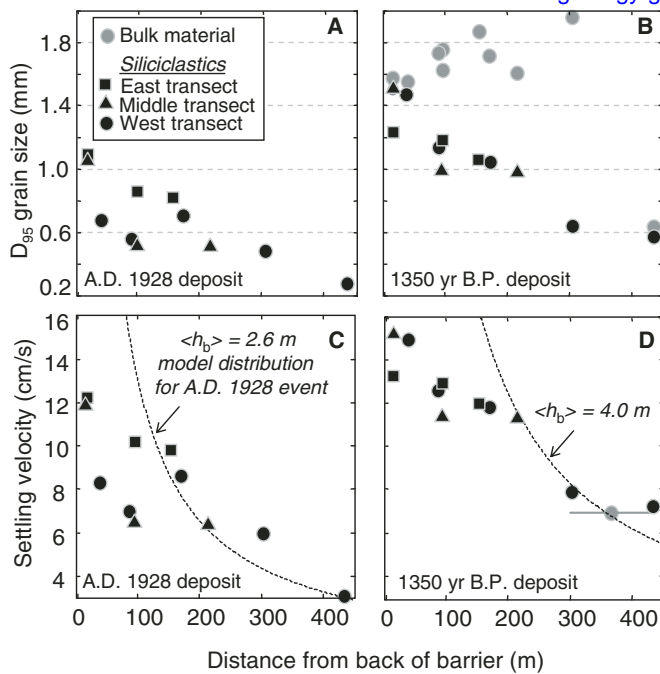 A
B
Bulk material
Siliciclastics
East transect
Middle transect
West transect
D95 grain size (mm)
1.8
1.4
1.0
0.6
0.2
A.D. 1928 deposit
1350 yr B.P. deposit
C
D
<hb> = 2.6 m
model distribution
for A.D. 1928 event
<hb> = 4.0 m
Settling velocity (cm/s)
16
14
12
10
8
6
4
A.D. 1928 deposit
1350 yr B.P. deposit
0 100 200 300 400
0 100 200 300 400
Distance from back of barrier (m)